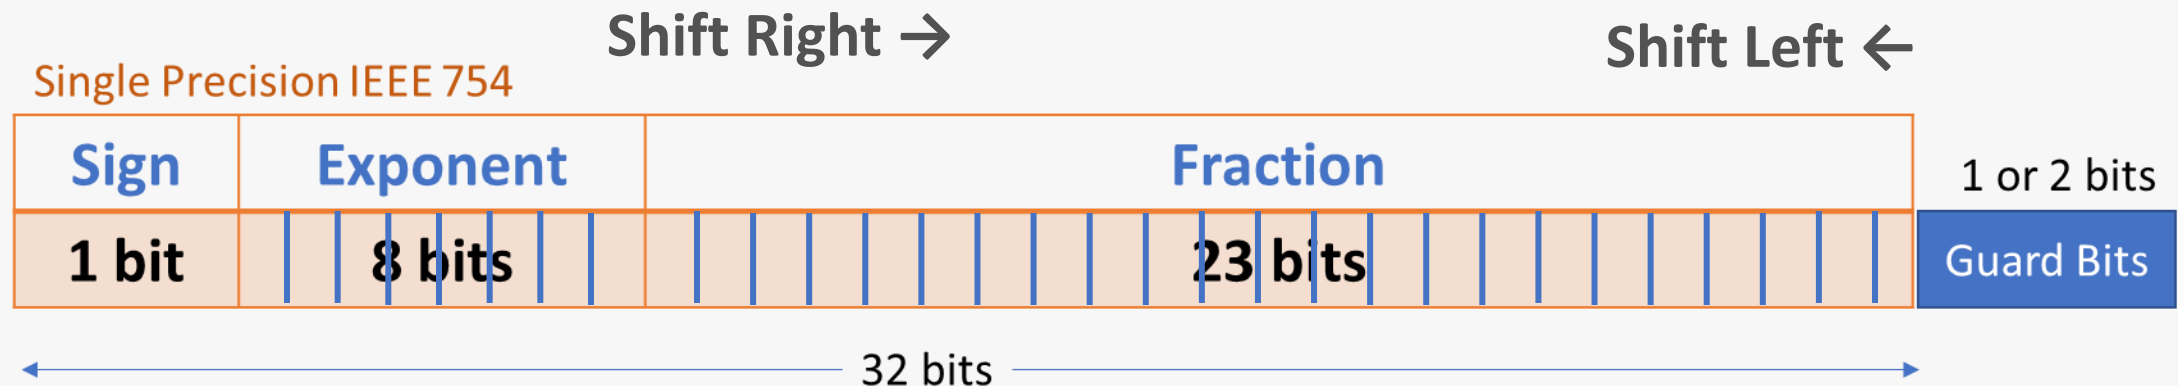 Shift Right →
Shift Left ←
Single Precision IEEE 754
Sign Exponent Fraction
1 or 2 bits
1 bit 8 bits 23 bits Guard Bits
32 bits